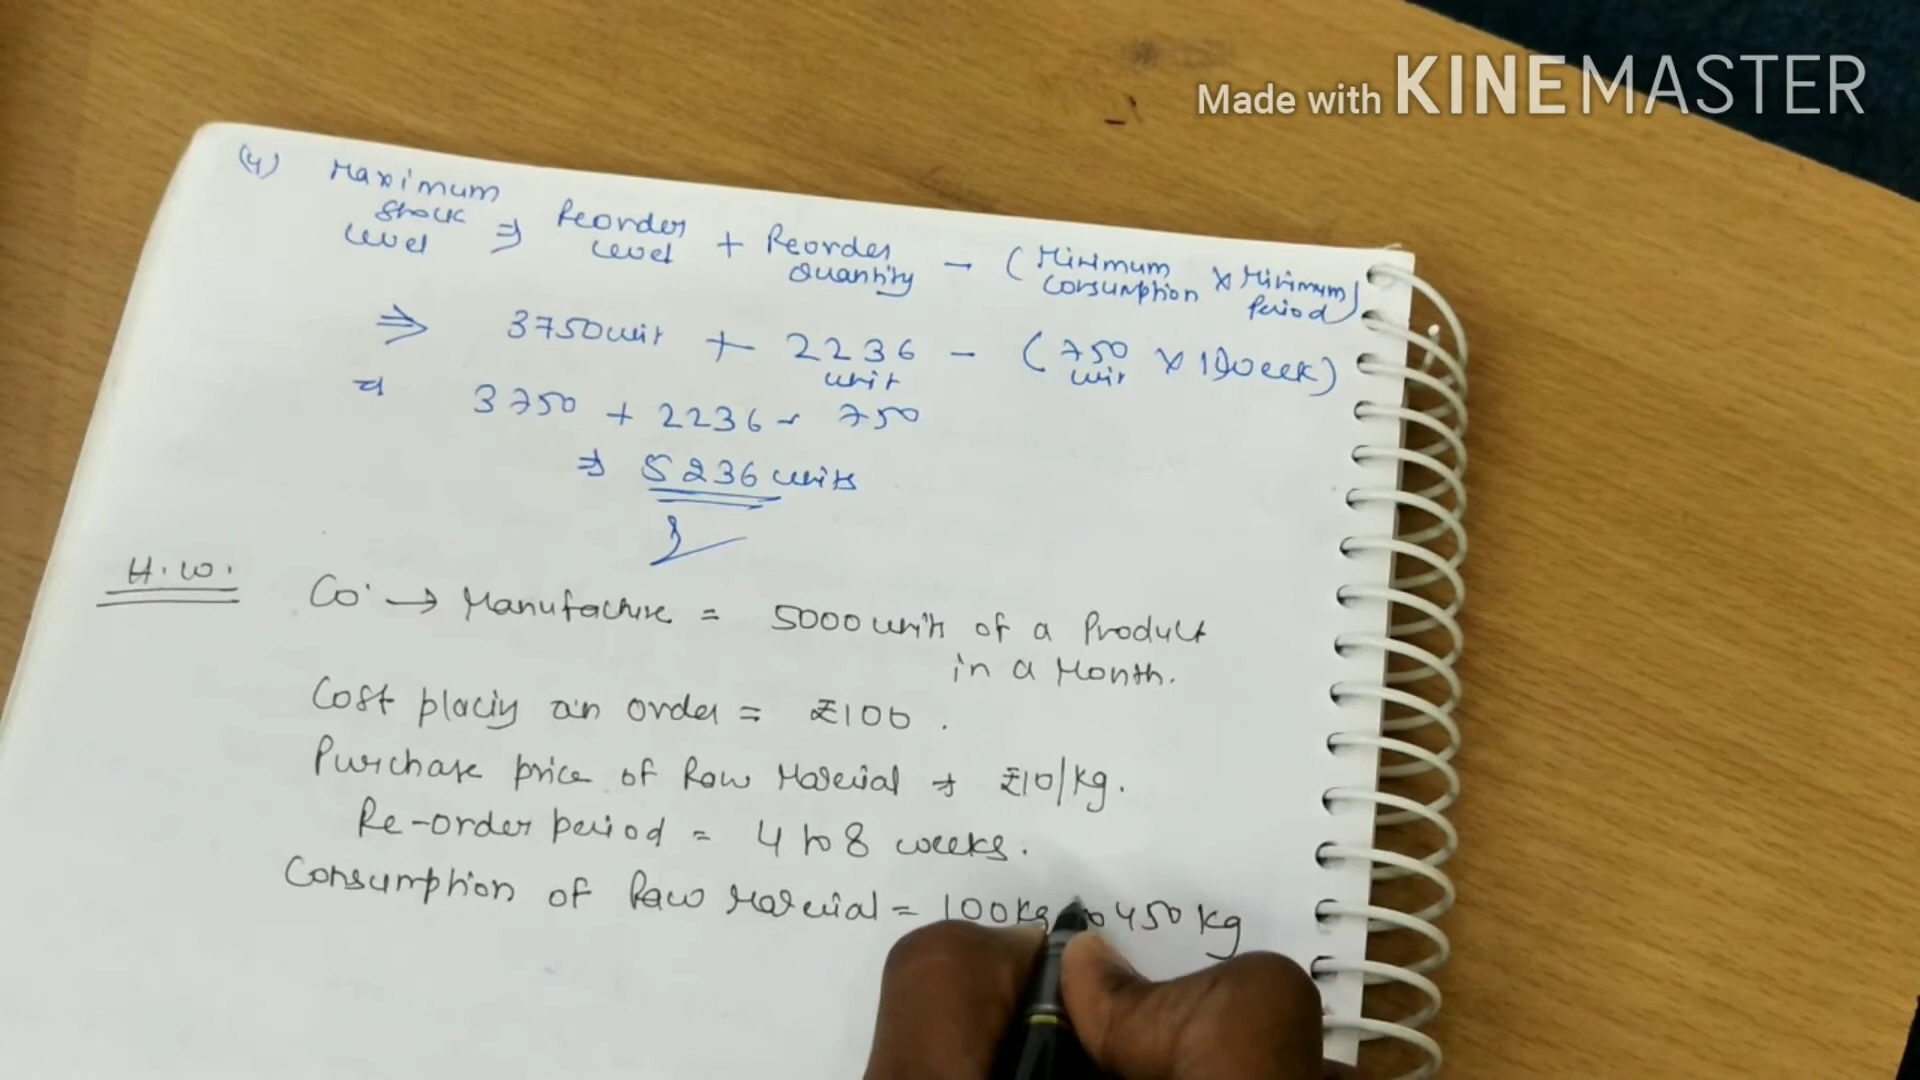 Made with KINEMASTER
(4) Maximum Stock Level ⇒ Reorder Level + Reorder Quantity - (Minimum Consumption × Minimum Period)
⇒ 3750 unit + 2236 unit - (750 unit × 1 Week)
⇒ 3750 + 2236 - 750
⇒ 5236 units
H.W.
Co. → Manufacture = 5000 units of a Product
in a Month.
Cost placing an order = ₹100.
Purchase price of Raw Material → ₹10/kg.
Re-order period = 4 to 8 weeks.
Consumption of Raw Material = 100kg to 450 kg